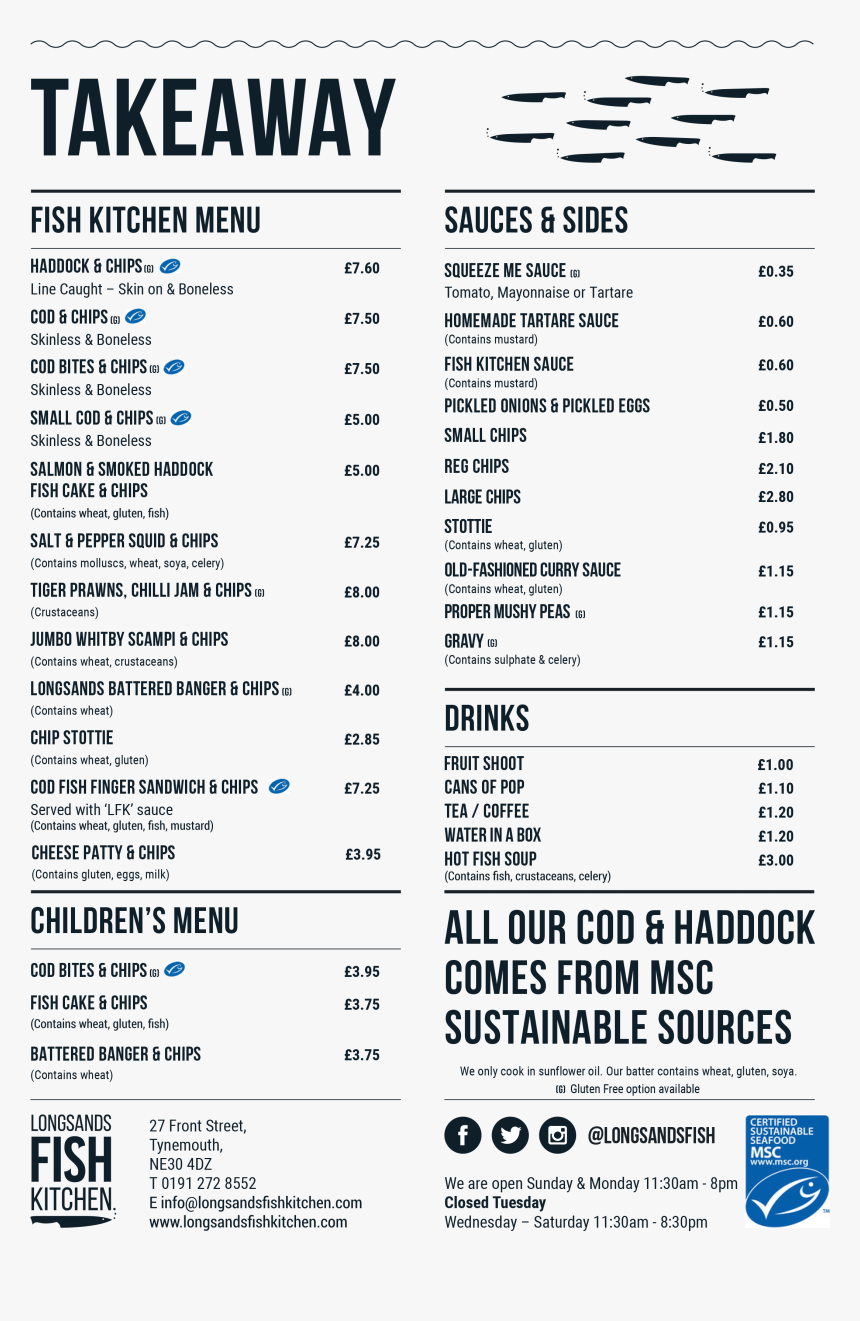 TAKEAWAY
FISH KITCHEN MENU
HADDOCK & CHIPS (G) £7.60
Line Caught – Skin on & Boneless
COD & CHIPS (G) £7.50
Skinless & Boneless
COD BITES & CHIPS (G) £7.50
Skinless & Boneless
SMALL COD & CHIPS (G) £5.00
Skinless & Boneless
SALMON & SMOKED HADDOCK £5.00
FISH CAKE & CHIPS
(Contains wheat, gluten, fish)
SALT & PEPPER SQUID & CHIPS £7.25
(Contains molluscs, wheat, soya, celery)
TIGER PRAWNS, CHILLI JAM & CHIPS (G) £8.00
(Crustaceans)
JUMBO WHITBY SCAMPI & CHIPS £8.00
(Contains wheat, crustaceans)
LONGSANDS BATTERED BANGER & CHIPS (G) £4.00
(Contains wheat)
CHIP STOTTIE £2.85
(Contains wheat, gluten)
COD FISH FINGER SANDWICH & CHIPS £7.25
Served with ‘LFK’ sauce
(Contains wheat, gluten, fish, mustard)
CHEESE PATTY & CHIPS £3.95
(Contains gluten, eggs, milk)
CHILDREN’S MENU
COD BITES & CHIPS (G) £3.95
FISH CAKE & CHIPS £3.75
(Contains wheat, gluten, fish)
BATTERED BANGER & CHIPS £3.75
(Contains wheat)
LONGSANDS
FISH
KITCHEN.
27 Front Street,
Tynemouth,
NE30 4DZ
T 0191 272 8552
E info@longsandsfishkitchen.com
www.longsandsfishkitchen.com
SAUCES & SIDES
SQUEEZE ME SAUCE (G) £0.35
Tomato, Mayonnaise or Tartare
HOMEMADE TARTARE SAUCE £0.60
(Contains mustard)
FISH KITCHEN SAUCE £0.60
(Contains mustard)
PICKLED ONIONS & PICKLED EGGS £0.50
SMALL CHIPS £1.80
REG CHIPS £2.10
LARGE CHIPS £2.80
STOTTIE £0.95
(Contains wheat, gluten)
OLD-FASHIONED CURRY SAUCE £1.15
(Contains wheat, gluten)
PROPER MUSHY PEAS (G) £1.15
GRAVY (G) £1.15
(Contains sulphate & celery)
DRINKS
FRUIT SHOOT £1.00
CANS OF POP £1.10
TEA / COFFEE £1.20
WATER IN A BOX £1.20
HOT FISH SOUP £3.00
(Contains fish, crustaceans, celery)
ALL OUR COD & HADDOCK
COMES FROM MSC
SUSTAINABLE SOURCES
We only cook in sunflower oil. Our batter contains wheat, gluten, soya.
(G) Gluten Free option available
@LONGSANDSFISH
We are open Sunday & Monday 11:30am - 8pm
Closed Tuesday
Wednesday – Saturday 11:30am - 8:30pm
CERTIFIED
SUSTAINABLE
SEAFOOD
MSC
www.msc.org
TM